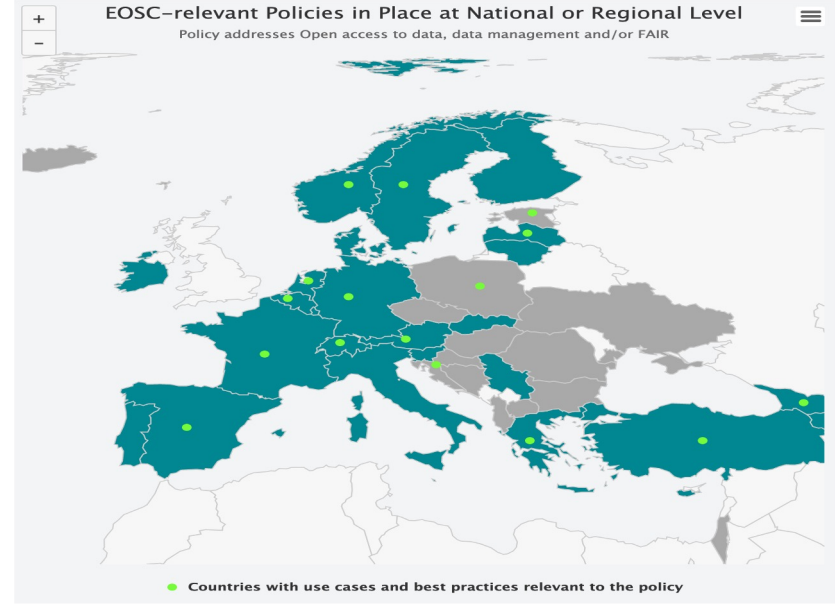 +
EOSC-relevant Policies in Place at National or Regional Level
−
Policy addresses Open access to data, data management and/or FAIR
Countries with use cases and best practices relevant to the policy